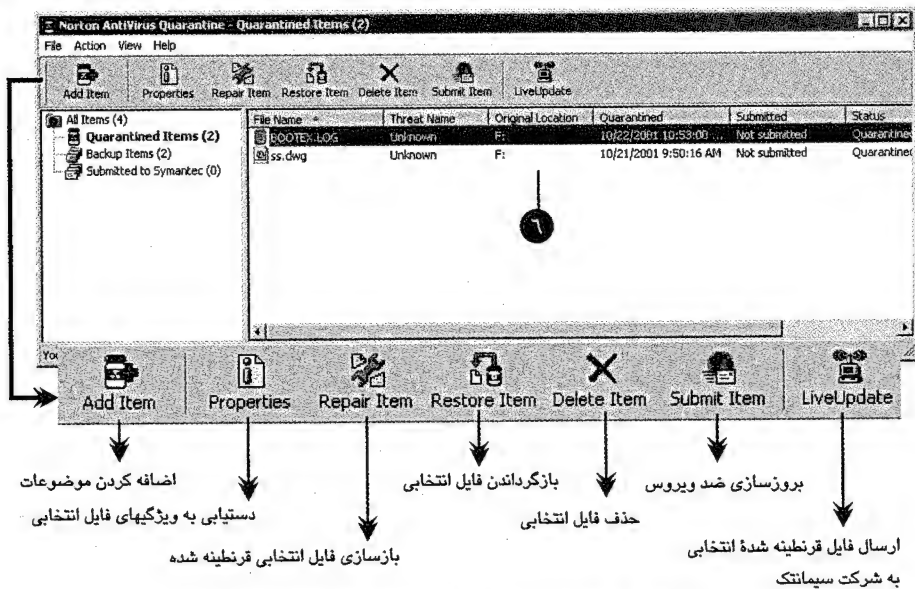 Norton AntiVirus Quarantine - Quarantined Items (2)
File Action View Help
Add Item Properties Repair Item Restore Item Delete Item Submit Item LiveUpdate
All Items (4)
Quarantined Items (2)
Backup Items (2)
Submitted to Symantec (0)
File Name Threat Name Original Location Quarantined Submitted Status
BOOTEX.LOG Unknown F: 10/22/2001 10:53:00 ... Not submitted Quarantined
ss.dwg Unknown F: 10/21/2001 9:50:16 AM Not submitted Quarantined
٦
You
Add Item Properties Repair Item Restore Item Delete Item Submit Item LiveUpdate
اضافه کردن موضوعات
دستیابی به ویژگیهای فایل انتخابی
بازسازی فایل انتخابی قرنطینه شده
بازگرداندن فایل انتخابی
حذف فایل انتخابی
بروزسازی ضد ویروس
ارسال فایل قرنطینه شدهٔ انتخابی
به شرکت سیمانتک